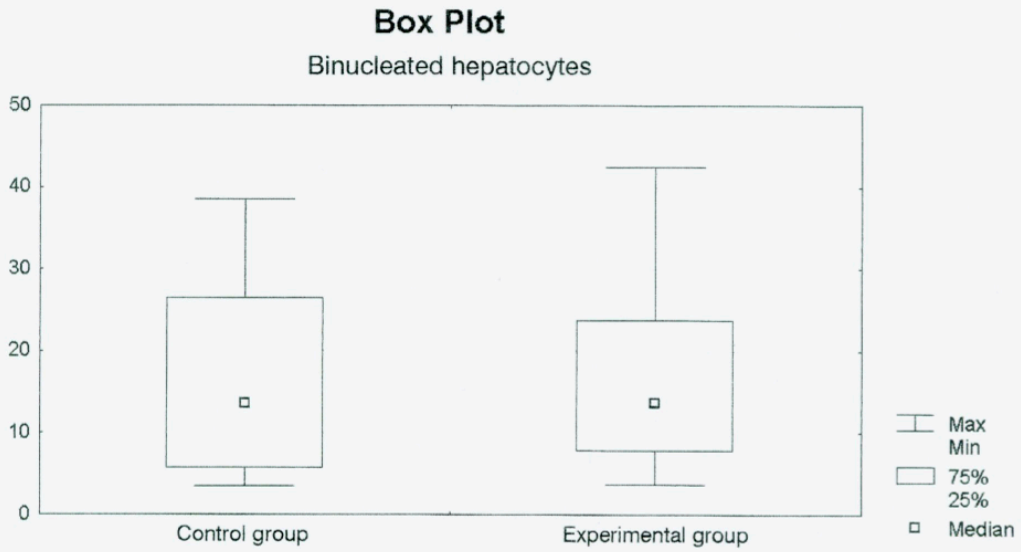 Box Plot
Binucleated hepatocytes
50
40
30
20
10
0
Control group
Experimental group
Max
Min
75%
25%
Median